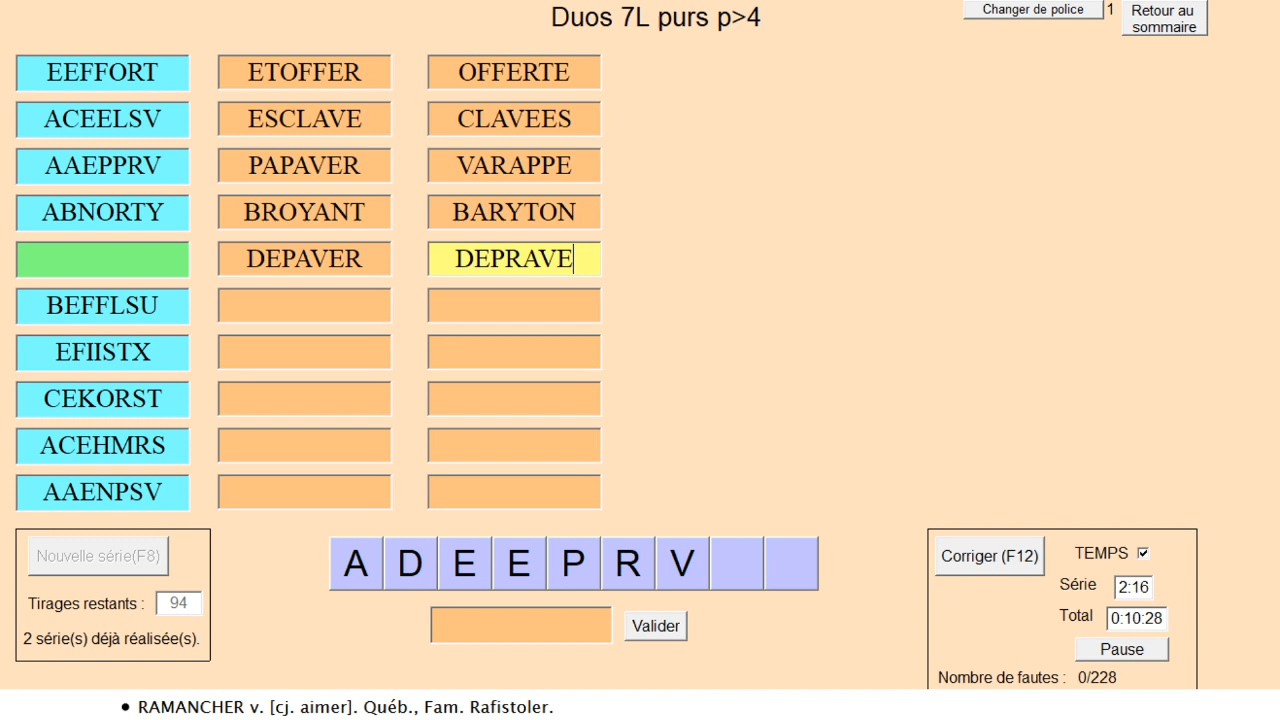 Duos 7L purs p>4
Changer de police 1 Retour au sommaire
EEFFORT ETOFFER OFFERTE
ACEELSV ESCLAVE CLAVEES
AAEPPRV PAPAVER VARAPPE
ABNORTY BROYANT BARYTON
DEPAVER DEPRAVE
BEFFLSU
EFIISTX
CEKORST
ACEHMRS
AAENPSV
Nouvelle série(F8)
Tirages restants : 94
2 série(s) déjà réalisée(s).
A D E E P R V
Valider
Corriger (F12) TEMPS
Série 2:16
Total 0:10:28
Pause
Nombre de fautes : 0/228
• RAMANCHER v. [cj. aimer]. Québ., Fam. Rafistoler.